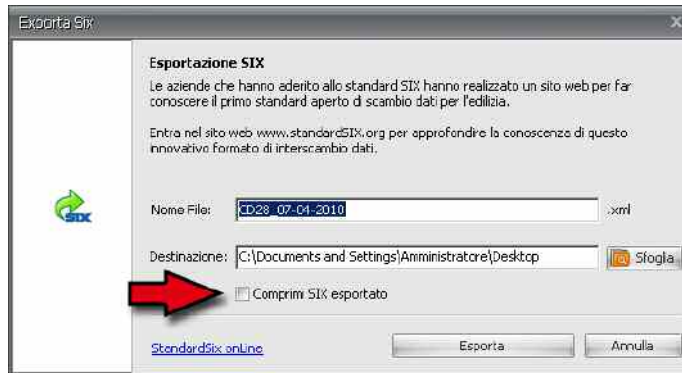 Exporta Six
Esportazione SIX
Le aziende che hanno aderito allo standard SIX hanno realizzato un sito web per far
conoscere il primo standard aperto di scambio dati per l'edilizia.
Entra nel sito web www.standardSIX.org per approfondire la conoscenza di questo
innovativo formato di interscambio dati.
SIX
Nome File: CD28_07-04-2010 .xml
Destinazione: C:\Documents and Settings\Amministratore\Desktop Sfoglia
Comprimi SIX esportato
StandardSix onLine Esporta Annulla